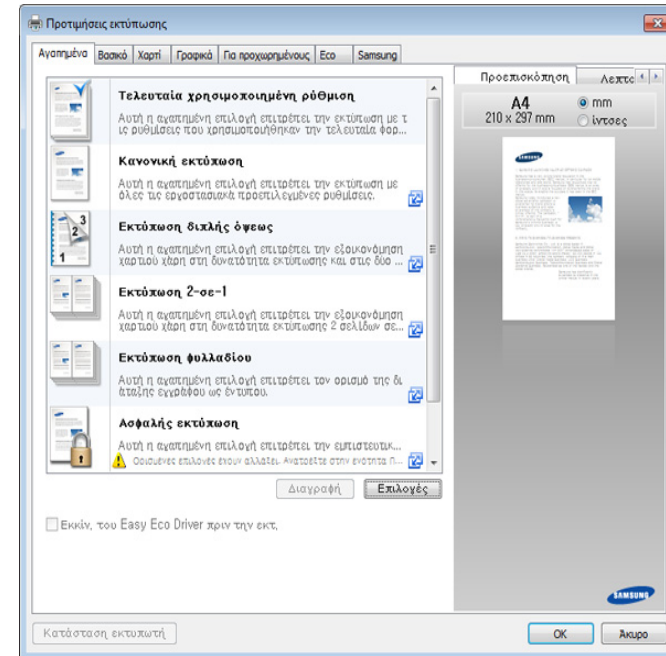 Προτιμήσεις εκτύπωσης
Αγαπημένα Βασικό Χαρτί Γραφικά Για προχωρημένους Eco Samsung
Τελευταία χρησιμοποιημένη ρύθμιση
Αυτή η αγαπημένη επιλογή επιτρέπει την εκτύπωση με τ
ις ρυθμίσεις που χρησιμοποιήθηκαν την τελευταία φορ...
Κανονική εκτύπωση
Αυτή η αγαπημένη επιλογή επιτρέπει την εκτύπωση με
όλες τις εργοστασιακά προεπιλεγμένες ρυθμίσεις.
Εκτύπωση διπλής όψεως
Αυτή η αγαπημένη επιλογή επιτρέπει την εξοικονόμηση
χαρτιού χάρη στη δυνατότητα εκτύπωσης και στις δύο ...
Εκτύπωση 2-σε-1
Αυτή η αγαπημένη επιλογή επιτρέπει την εξοικονόμηση
χαρτιού χάρη στη δυνατότητα εκτύπωσης 2 σελίδων σε...
Εκτύπωση φυλλαδίου
Αυτή η αγαπημένη επιλογή επιτρέπει τον ορισμό της δι
άταξης εγγράφου ως έντυπου.
Ασφαλής εκτύπωση
Αυτή η αγαπημένη επιλογή επιτρέπει την εμπιστευτικ...
Ορισμένες επιλογές έχουν αλλάξει. Ανατρέξτε στην ενότητα Π...
Διαγραφή Επιλογές
Εκκίν. του Easy Eco Driver πριν την εκτ.
Προεπισκόπηση Λεπτο
A4
210 x 297 mm
mm
ίντσες
SAMSUNG
Κατάσταση εκτυπωτή
OK Άκυρο